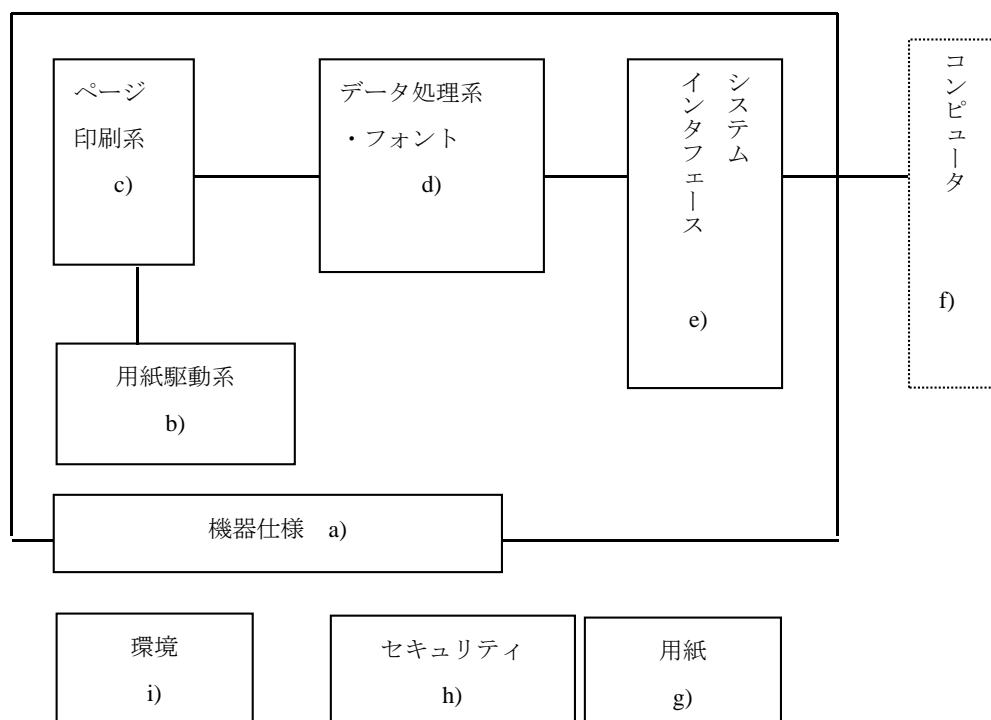 ページ
印刷系
c)
データ処理系
・フォント
d)
システム
インタフェース
e)
コンピュータ
f)
用紙駆動系
b)
機器仕様　a)
環境
i)
セキュリティ
h)
用紙
g)